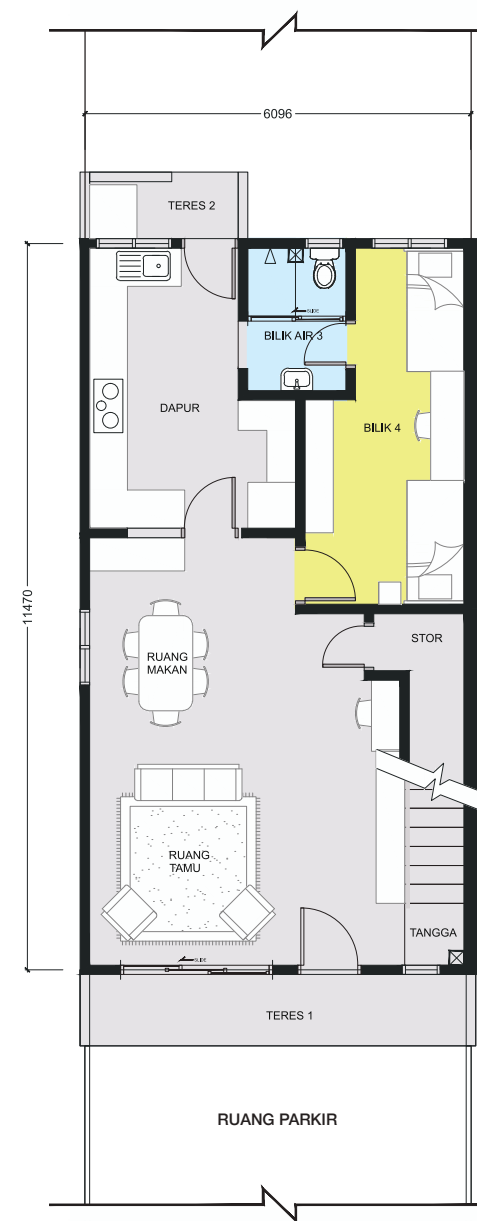 6096
TERES 2
SLIDE
BILIK AIR 3
DAPUR
BILIK 4
11470
STOR
RUANG
MAKAN
RUANG
TAMU
TANGGA
SLIDE
TERES 1
RUANG PARKIR